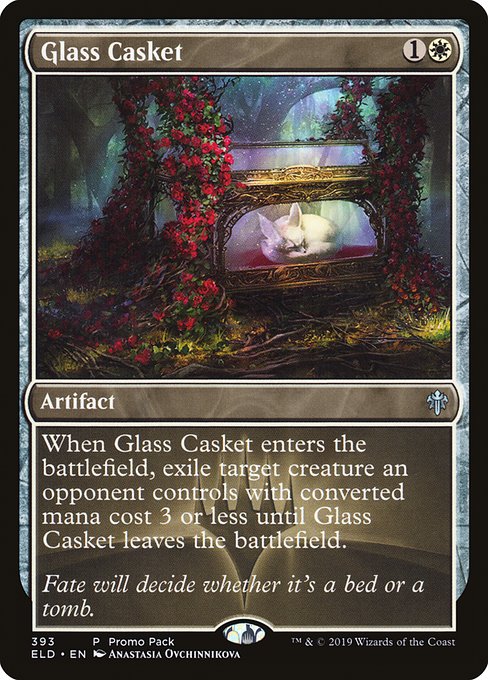 Glass Casket 1
Artifact
When Glass Casket enters the
battlefield, exile target creature an
opponent controls with converted
mana cost 3 or less until Glass
Casket leaves the battlefield.
Fate will decide whether it's a bed or a
tomb.
393 P Promo Pack
ELD • EN Anastasia Ovchinnikova
™ & © 2019 Wizards of the Coast